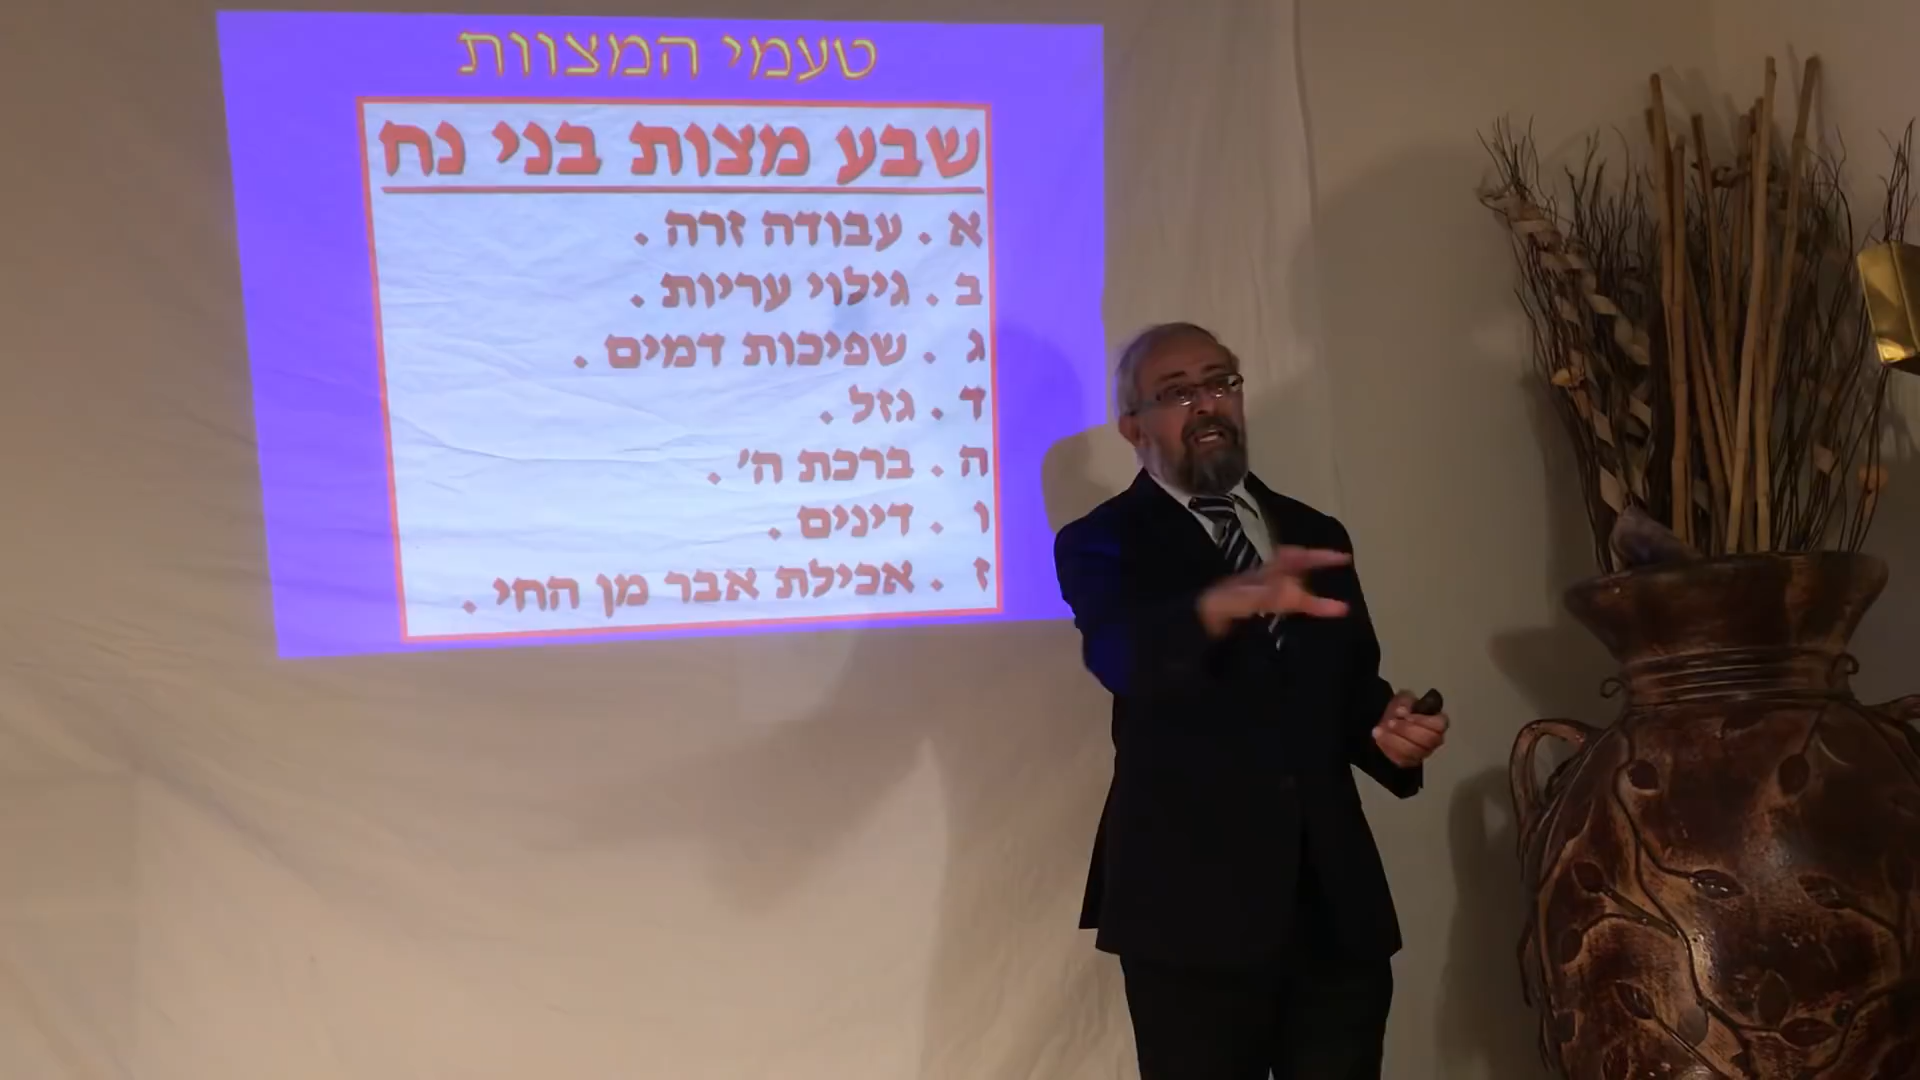 טעמי המצוות
שבע מצות בני נח
א . עבודה זרה .
ב . גילוי עריות .
ג . שפיכות דמים .
ד . גזל .
ה . ברכת ה' .
ו . דינים .
ז . אכילת אבר מן החי .